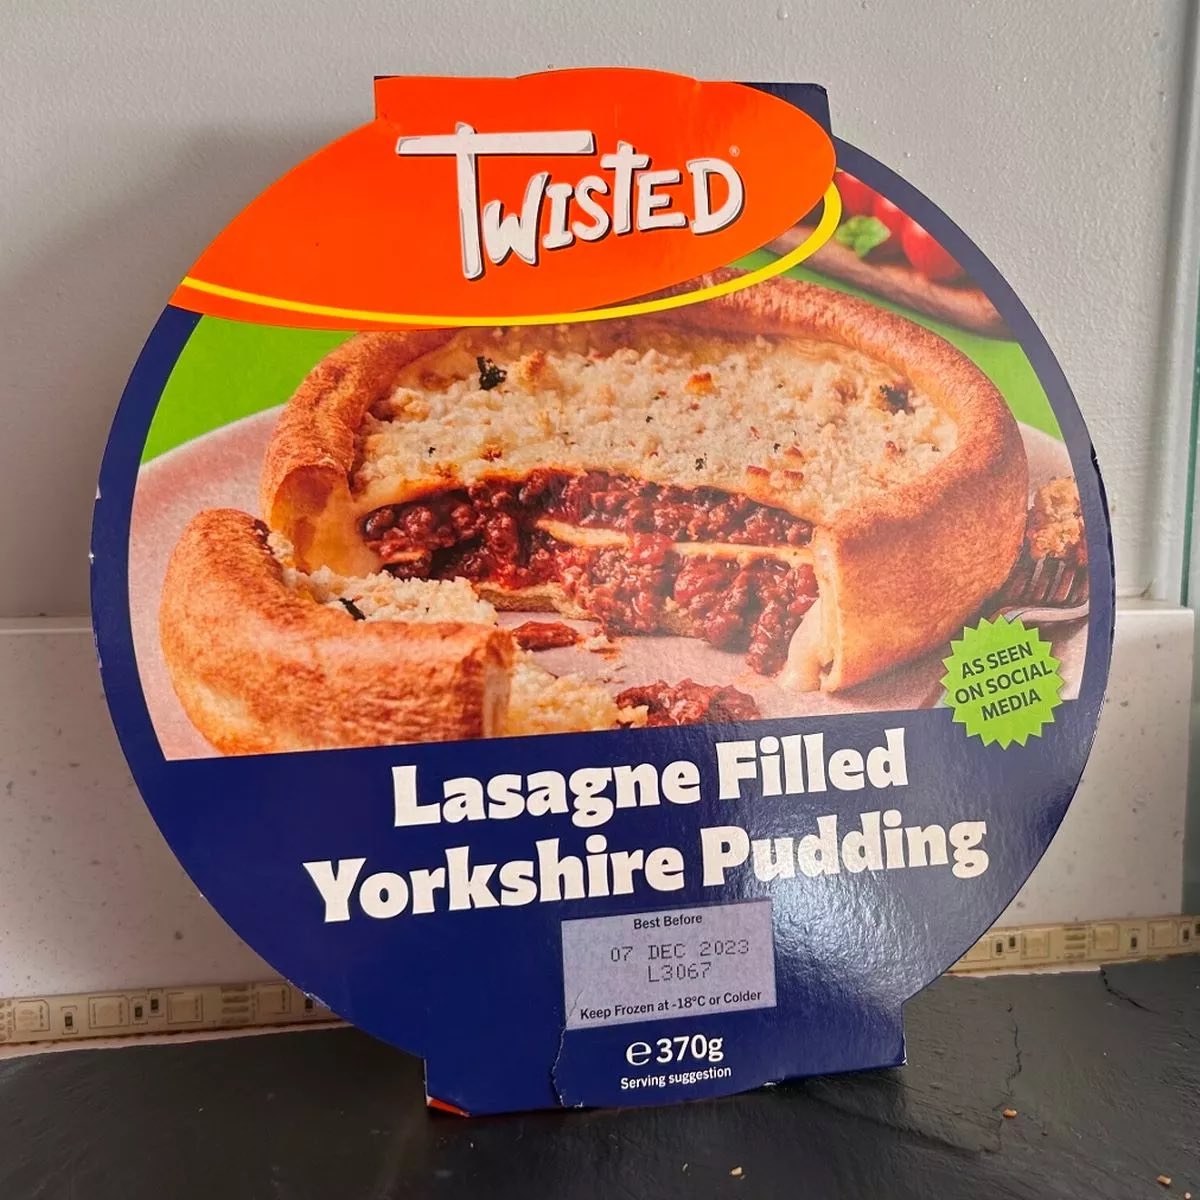 TWISTED®
AS SEEN
ON SOCIAL
MEDIA
Lasagne Filled
Yorkshire Pudding
Best Before
07 DEC 2023
L3067
Keep Frozen at -18°C or Colder
℮ 370g
Serving suggestion